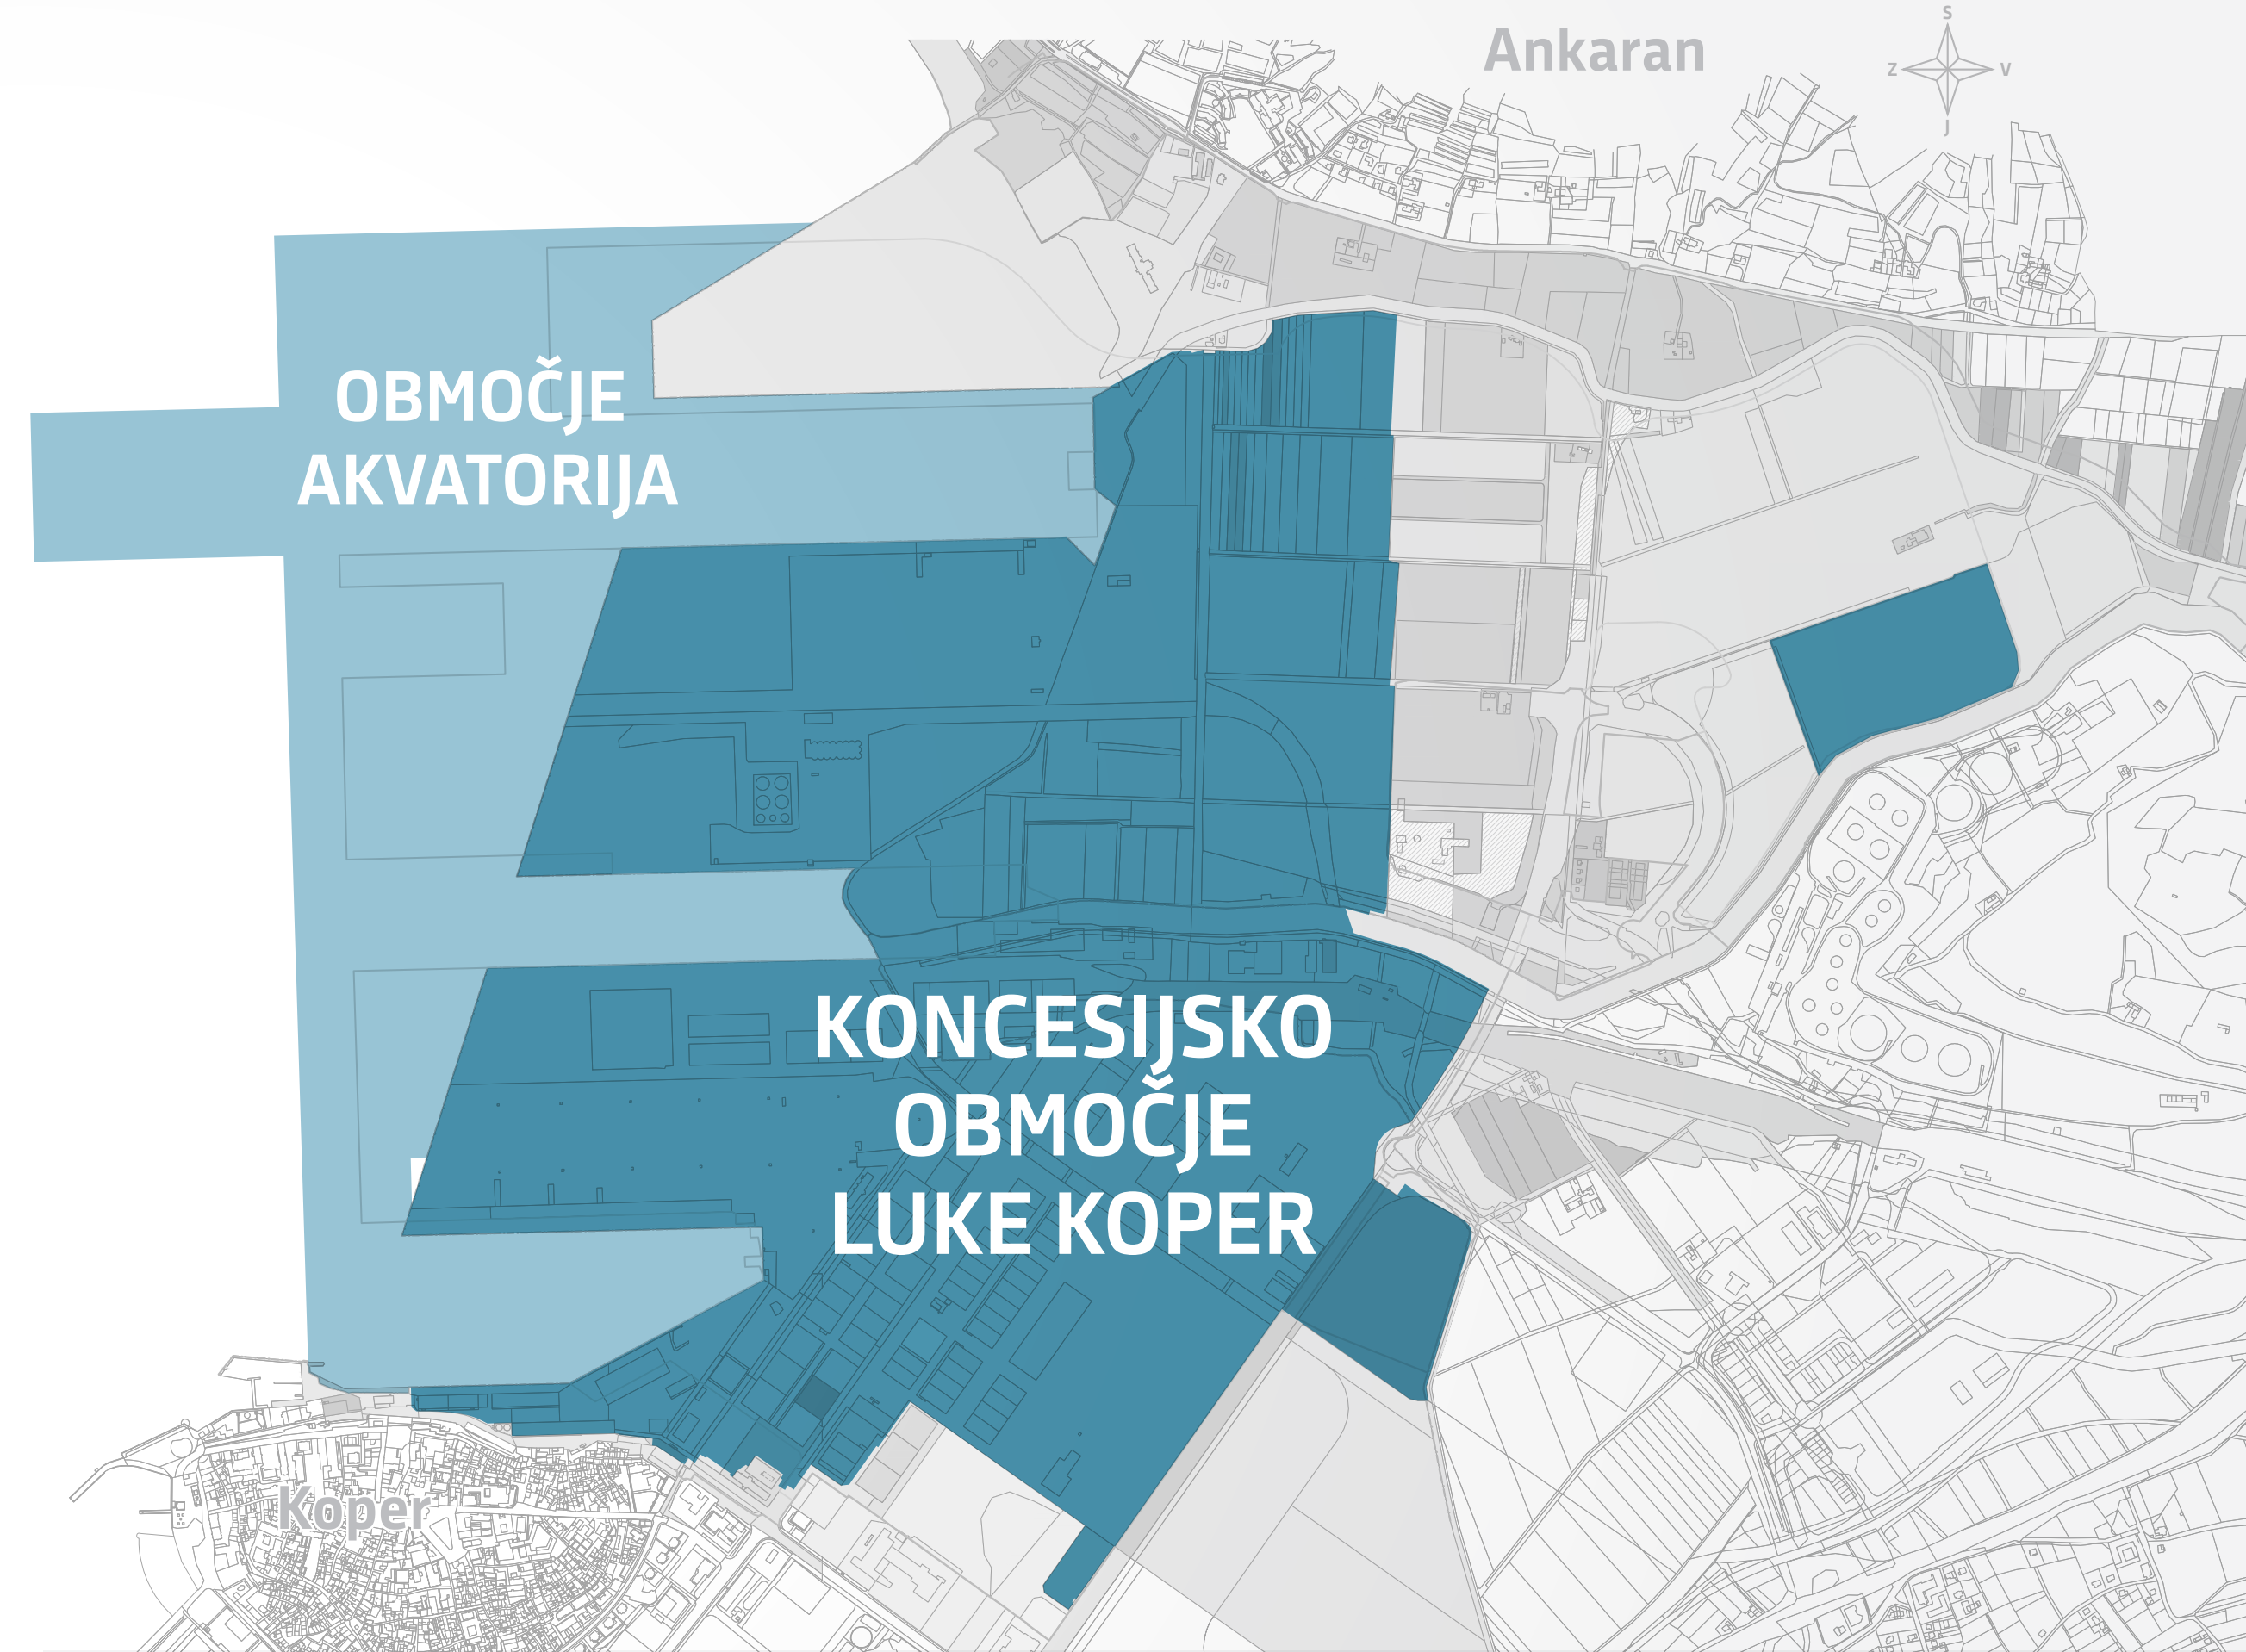 Ankaran
S
Z
V
J
OBMOČJE
AKVATORIJA
KONCESIJSKO
OBMOČJE
LUKE KOPER
Koper